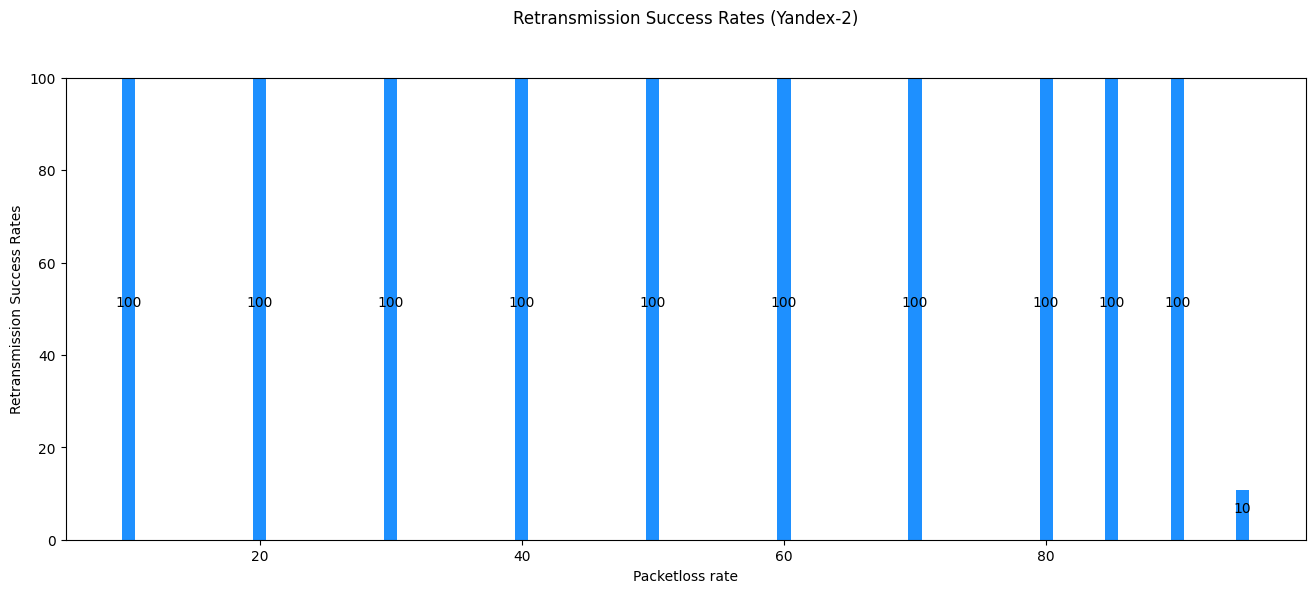 Retransmission Success Rates (Yandex-2)
100
80
60
40
20
0
Retransmission Success Rates
100 100 100 100 100 100 100 100 100 100
10
20 40 60 80
Packetloss rate